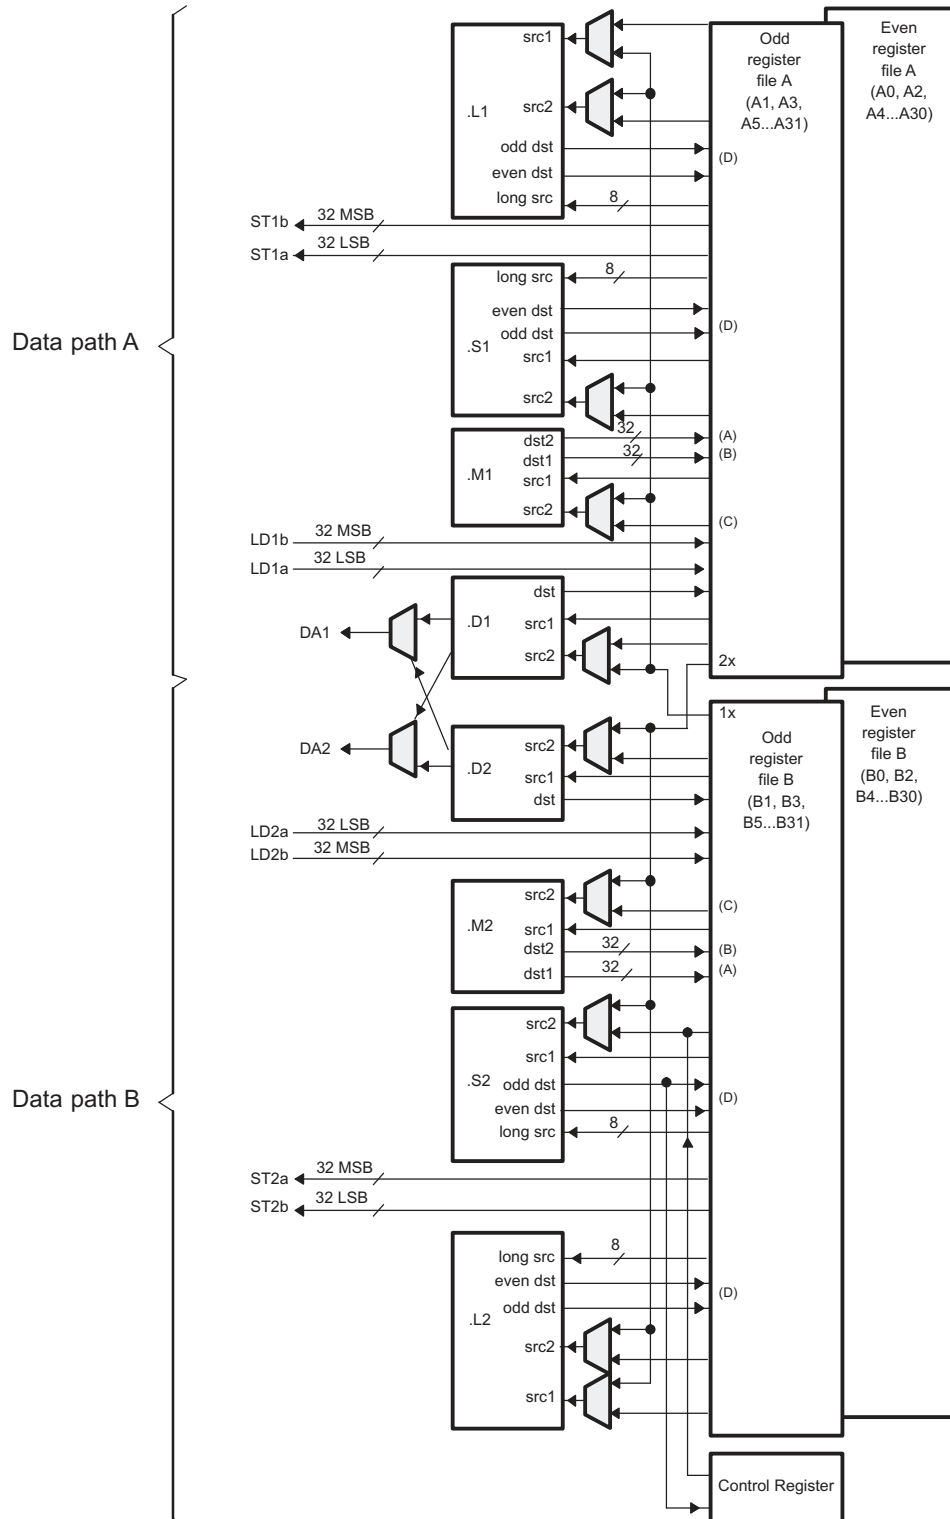 src1
Odd
register
file A
(A1, A3,
A5...A31)
Even
register
file A
(A0, A2,
A4...A30)
.L1
src2
odd dst
(D)
even dst
long src
8
ST1b
32 MSB
ST1a
32 LSB
long src
8
even dst
(D)
odd dst
.S1
src1
src2
Data path A
dst2
32
(A)
dst1
32
(B)
.M1
src1
src2
(C)
LD1b
32 MSB
LD1a
32 LSB
dst
.D1
src1
DA1
src2
2x
1x
Odd
register
file B
(B1, B3,
B5...B31)
Even
register
file B
(B0, B2,
B4...B30)
DA2
src2
.D2
src1
dst
LD2a
32 LSB
LD2b
32 MSB
src2
(C)
.M2
src1
dst2
32
(B)
dst1
32
(A)
src2
src1
.S2
odd dst
(D)
even dst
long src
8
Data path B
ST2a
32 MSB
ST2b
32 LSB
long src
8
even dst
(D)
odd dst
.L2
src2
src1
Control Register